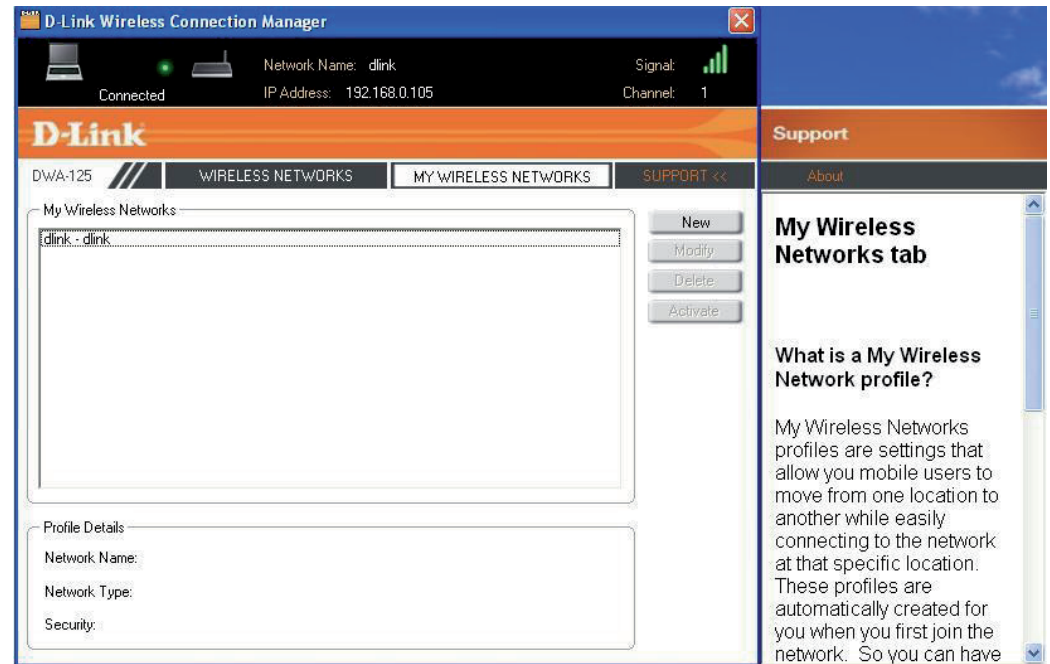 D-Link Wireless Connection Manager
Network Name: dlink
Signal:
Connected
IP Address: 192.168.0.105
Channel: 1
D-Link
DWA-125
WIRELESS NETWORKS
MY WIRELESS NETWORKS
SUPPORT <<
My Wireless Networks
dlink - dlink
New
Modify
Delete
Activate
Profile Details
Network Name:
Network Type:
Security:
Support
About
My Wireless
Networks tab
What is a My Wireless
Network profile?
My Wireless Networks
profiles are settings that
allow you mobile users to
move from one location to
another while easily
connecting to the network
at that specific location.
These profiles are
automatically created for
you when you first join the
network. So you can have